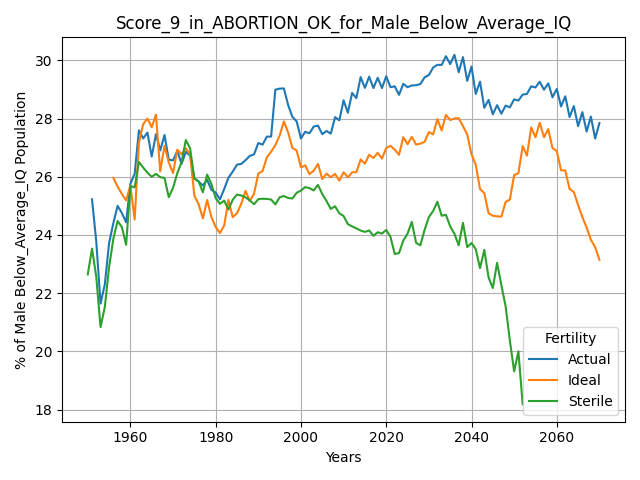 Score_9_in_ABORTION_OK_for_Male_Below_Average_IQ
% of Male Below_Average_IQ Population
30
28
26
24
22
20
18
1960
1980
2000
2020
2040
2060
Years
Fertility
Actual
Ideal
Sterile